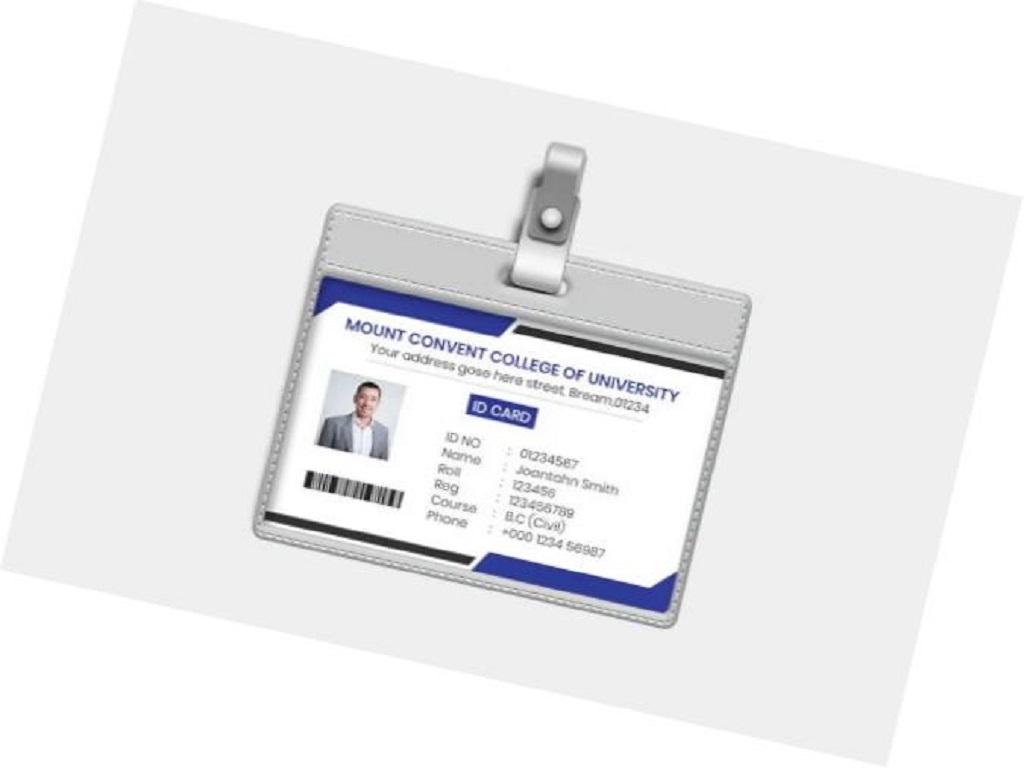 MOUNT CONVENT COLLEGE OF UNIVERSITY
Your address gose here street, Bream,01234
ID CARD
ID NO : 01234567
Name : Joantahn Smith
Roll : 123456
Reg : 123456789
Course : B.C (Civil)
Phone : +000 1234 56987